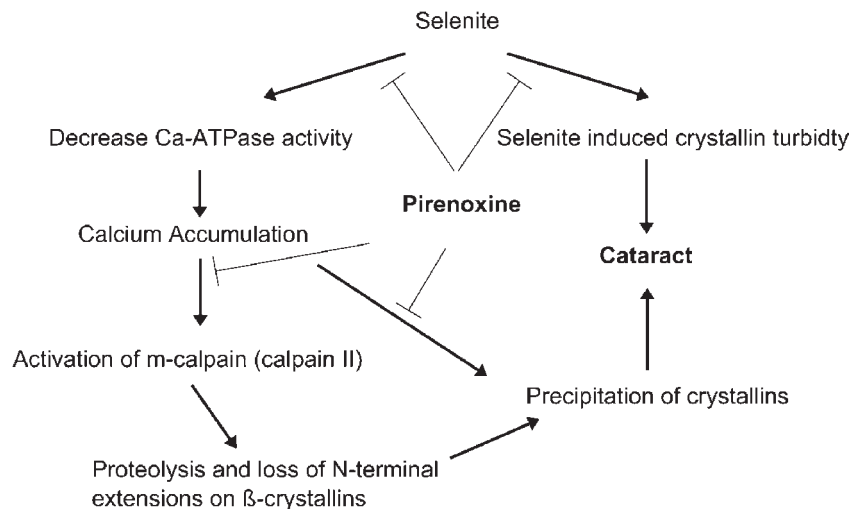 Selenite
Decrease Ca-ATPase activity
Selenite induced crystallin turbidty
Pirenoxine
Calcium Accumulation
Cataract
Activation of m-calpain (calpain II)
Precipitation of crystallins
Proteolysis and loss of N-terminal
extensions on ß-crystallins